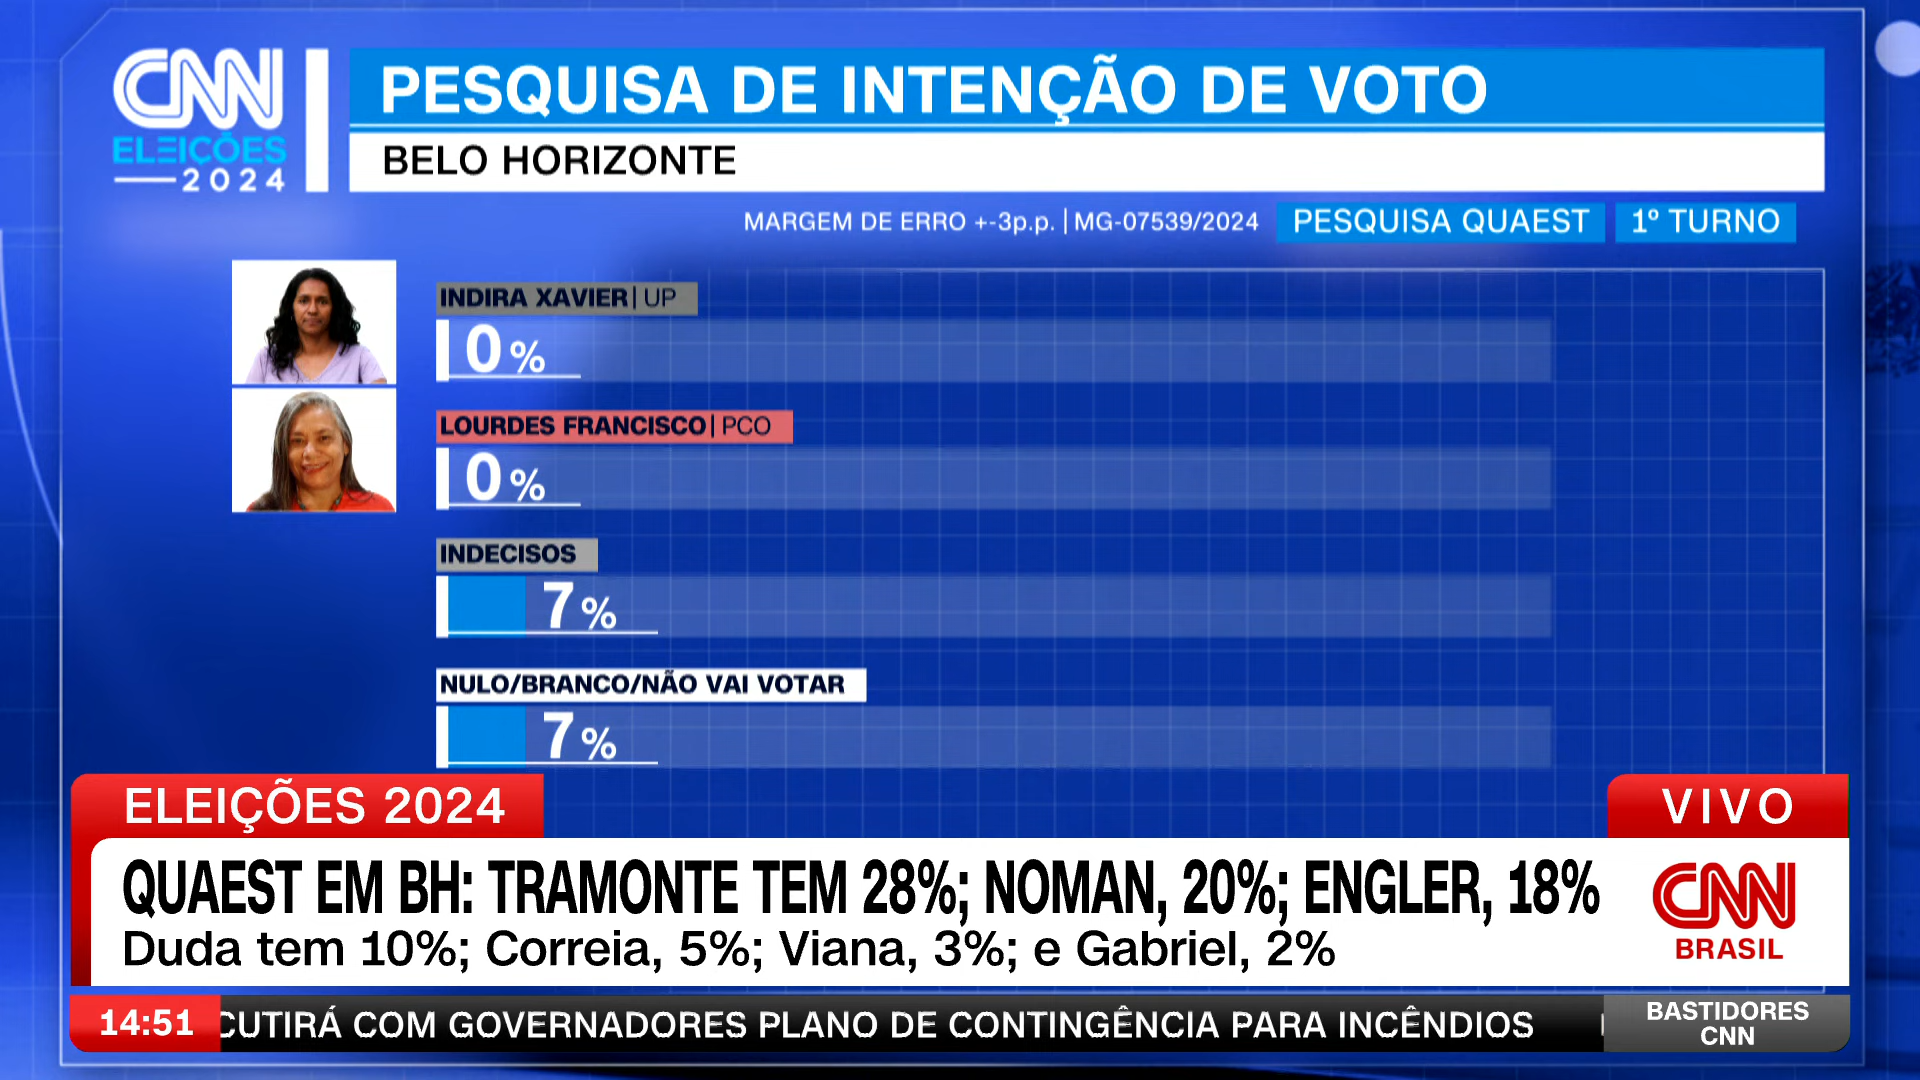 CNN
ELEIÇÕES
2024
PESQUISA DE INTENÇÃO DE VOTO
BELO HORIZONTE
MARGEM DE ERRO +-3p.p. | MG-07539/2024
PESQUISA QUAEST
1º TURNO
INDIRA XAVIER | UP
0%
LOURDES FRANCISCO | PCO
0%
INDECISOS
7%
NULO/BRANCO/NÃO VAI VOTAR
7%
ELEIÇÕES 2024
VIVO
QUAEST EM BH: TRAMONTE TEM 28%; NOMAN, 20%; ENGLER, 18%
Duda tem 10%; Correia, 5%; Viana, 3%; e Gabriel, 2%
CNN
BRASIL
14:51
CUTIRÁ COM GOVERNADORES PLANO DE CONTINGÊNCIA PARA INCÊNDIOS
BASTIDORES
CNN